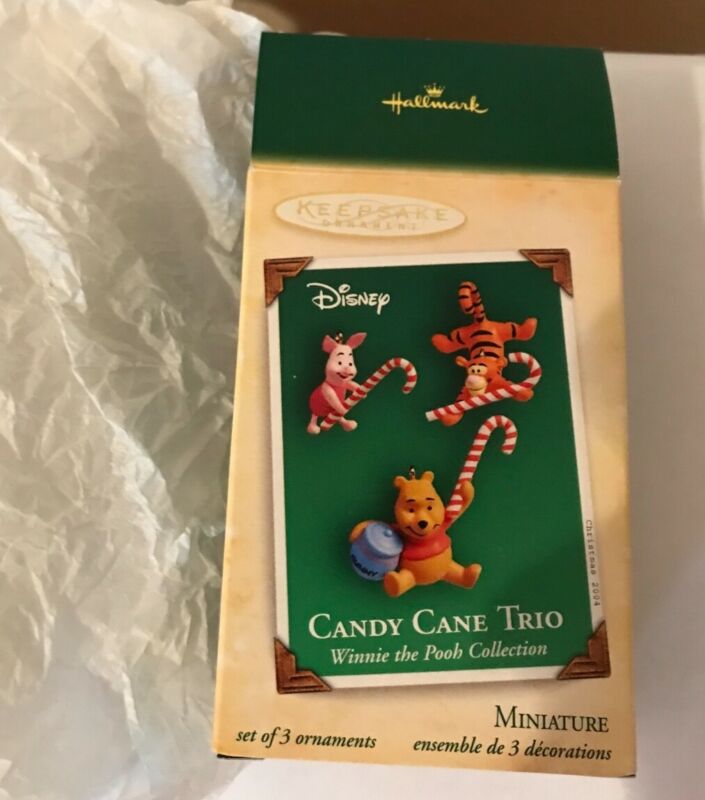 Hallmark
KEEPSAKE
ORNAMENT
Disney
HUNNY
Christmas 2004
CANDY CANE TRIO
Winnie the Pooh Collection
MINIATURE
set of 3 ornaments
ensemble de 3 décorations